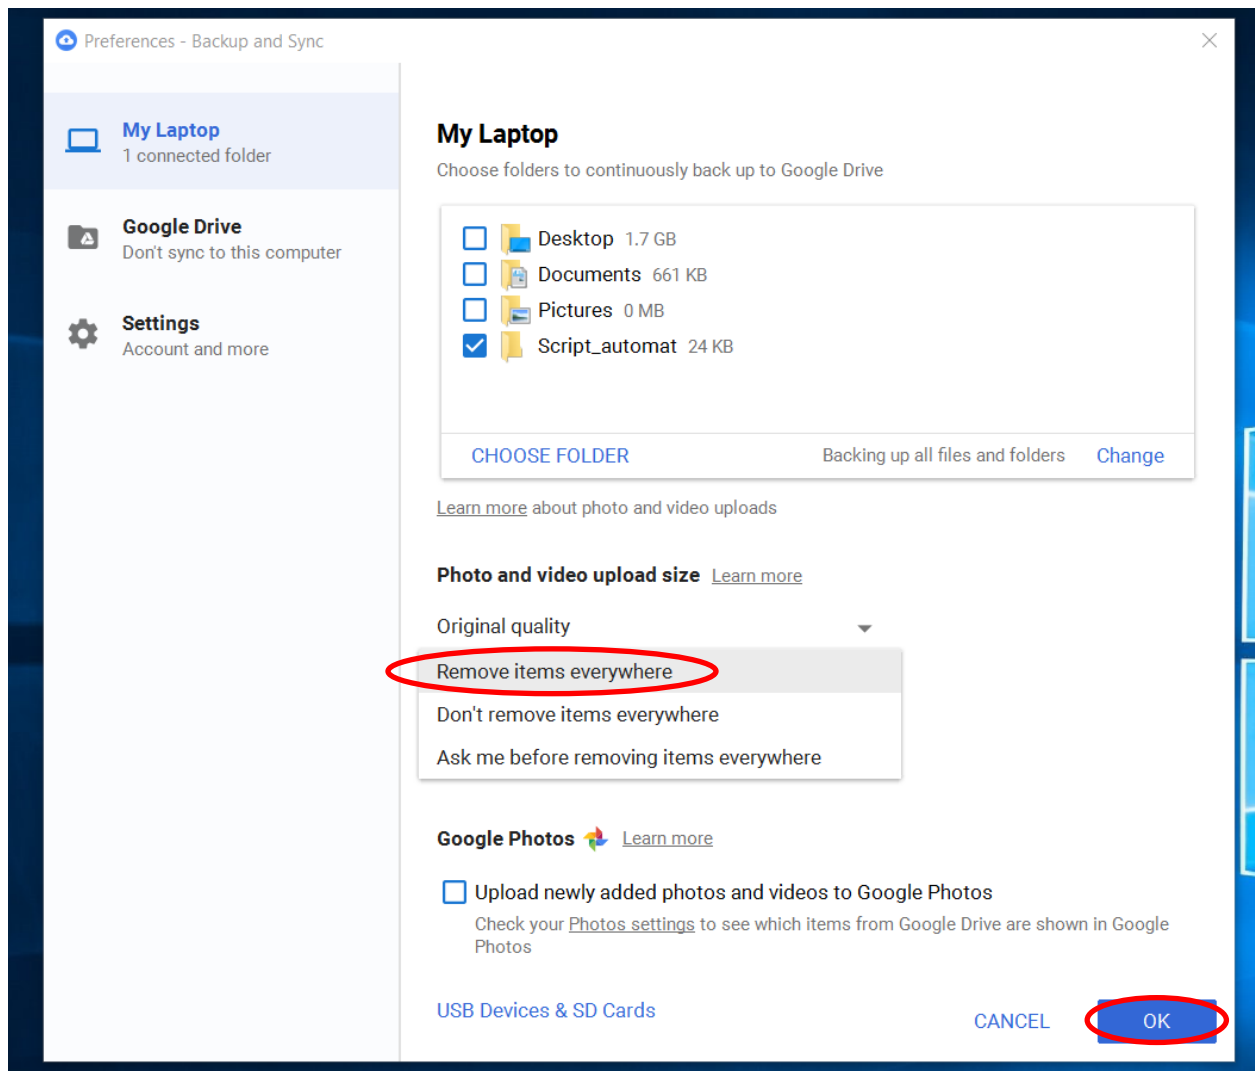 Preferences - Backup and Sync
My Laptop
1 connected folder
Google Drive
Don't sync to this computer
Settings
Account and more
My Laptop
Choose folders to continuously back up to Google Drive
Desktop 1.7 GB
Documents 661 KB
Pictures 0 MB
Script_automat 24 KB
CHOOSE FOLDER Backing up all files and folders Change
Learn more about photo and video uploads
Photo and video upload size Learn more
Original quality
Remove items everywhere
Don't remove items everywhere
Ask me before removing items everywhere
Google Photos Learn more
Upload newly added photos and videos to Google Photos
Check your Photos settings to see which items from Google Drive are shown in Google
Photos
USB Devices & SD Cards
CANCEL OK